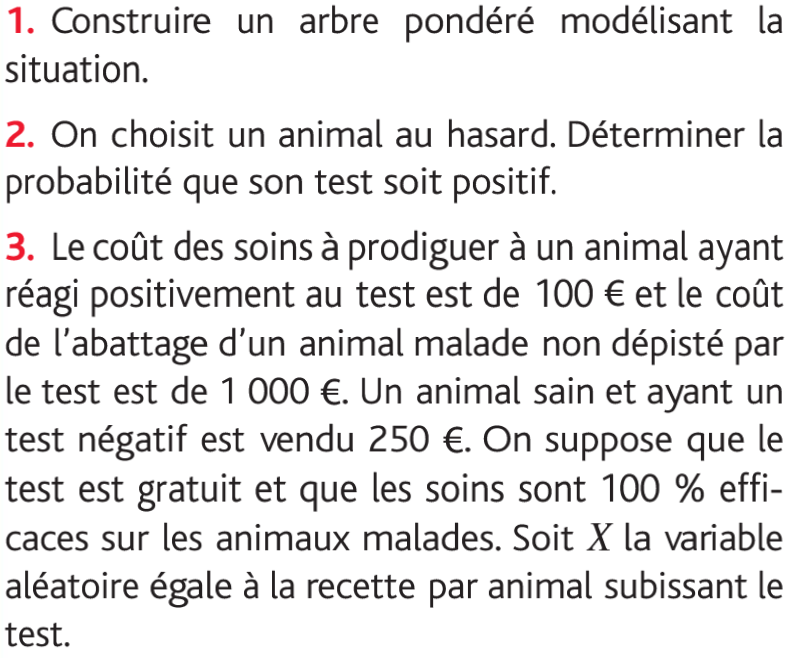 1. Construire un arbre pondéré modélisant la
situation.
2. On choisit un animal au hasard. Déterminer la
probabilité que son test soit positif.
3. Le coût des soins à prodiguer à un animal ayant
réagi positivement au test est de 100 € et le coût
de l'abattage d'un animal malade non dépisté par
le test est de 1 000 €. Un animal sain et ayant un
test négatif est vendu 250 €. On suppose que le
test est gratuit et que les soins sont 100 % effi-
caces sur les animaux malades. Soit X la variable
aléatoire égale à la recette par animal subissant le
test.